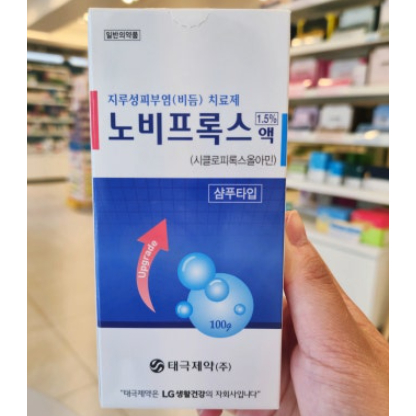 일반의약품
지루성피부염(비듬) 치료제
노비프록스 1.5% 액
(시클로피록스올아민)
샴푸타입
Upgrade
100g
태극제약(주)
"태극제약은 LG생활건강의 자회사입니다"